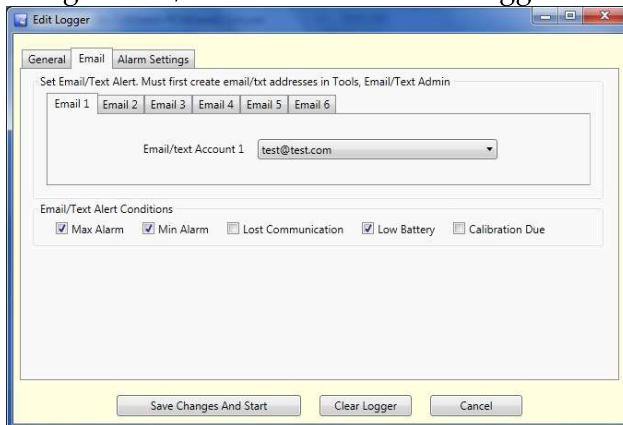 Edit Logger
General Email Alarm Settings
Set Email/Text Alert. Must first create email/txt addresses in Tools, Email/Text Admin
Email 1 Email 2 Email 3 Email 4 Email 5 Email 6
Email/text Account 1 test@test.com
Email/Text Alert Conditions
Max Alarm Min Alarm Lost Communication Low Battery Calibration Due
Save Changes And Start Clear Logger Cancel